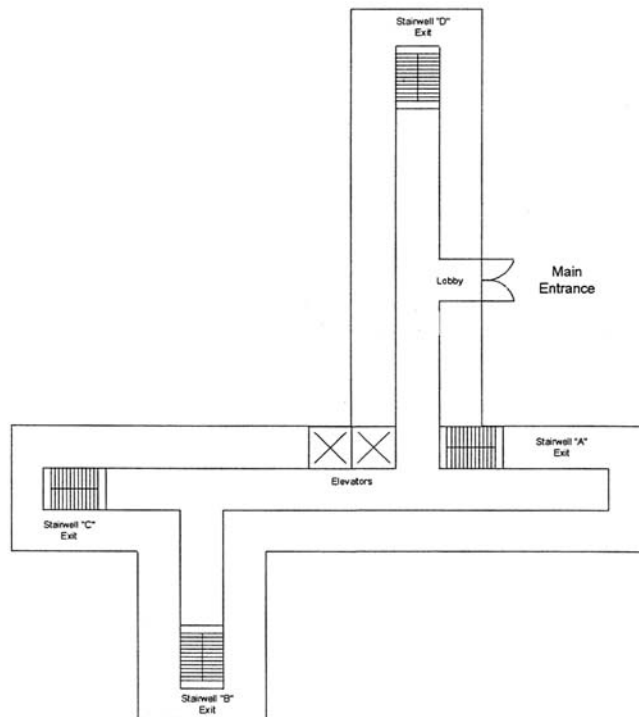 Stairwell "D"
Exit
Lobby
Main
Entrance
Stairwell "A"
Exit
Elevators
Stairwell "C"
Exit
Stairwell "B"
Exit